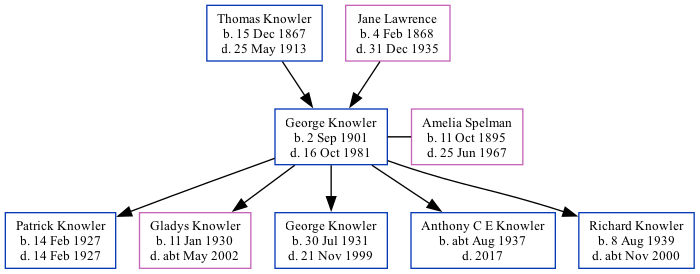 Thomas Knowler
b. 15 Dec 1867
d. 25 May 1913
Jane Lawrence
b. 4 Feb 1868
d. 31 Dec 1935
George Knowler
b. 2 Sep 1901
d. 16 Oct 1981
Amelia Spelman
b. 11 Oct 1895
d. 25 Jun 1967
Patrick Knowler
b. 14 Feb 1927
d. 14 Feb 1927
Gladys Knowler
b. 11 Jan 1930
d. abt May 2002
George Knowler
b. 30 Jul 1931
d. 21 Nov 1999
Anthony C E Knowler
b. abt Aug 1937
d. 2017
Richard Knowler
b. 8 Aug 1939
d. abt Nov 2000